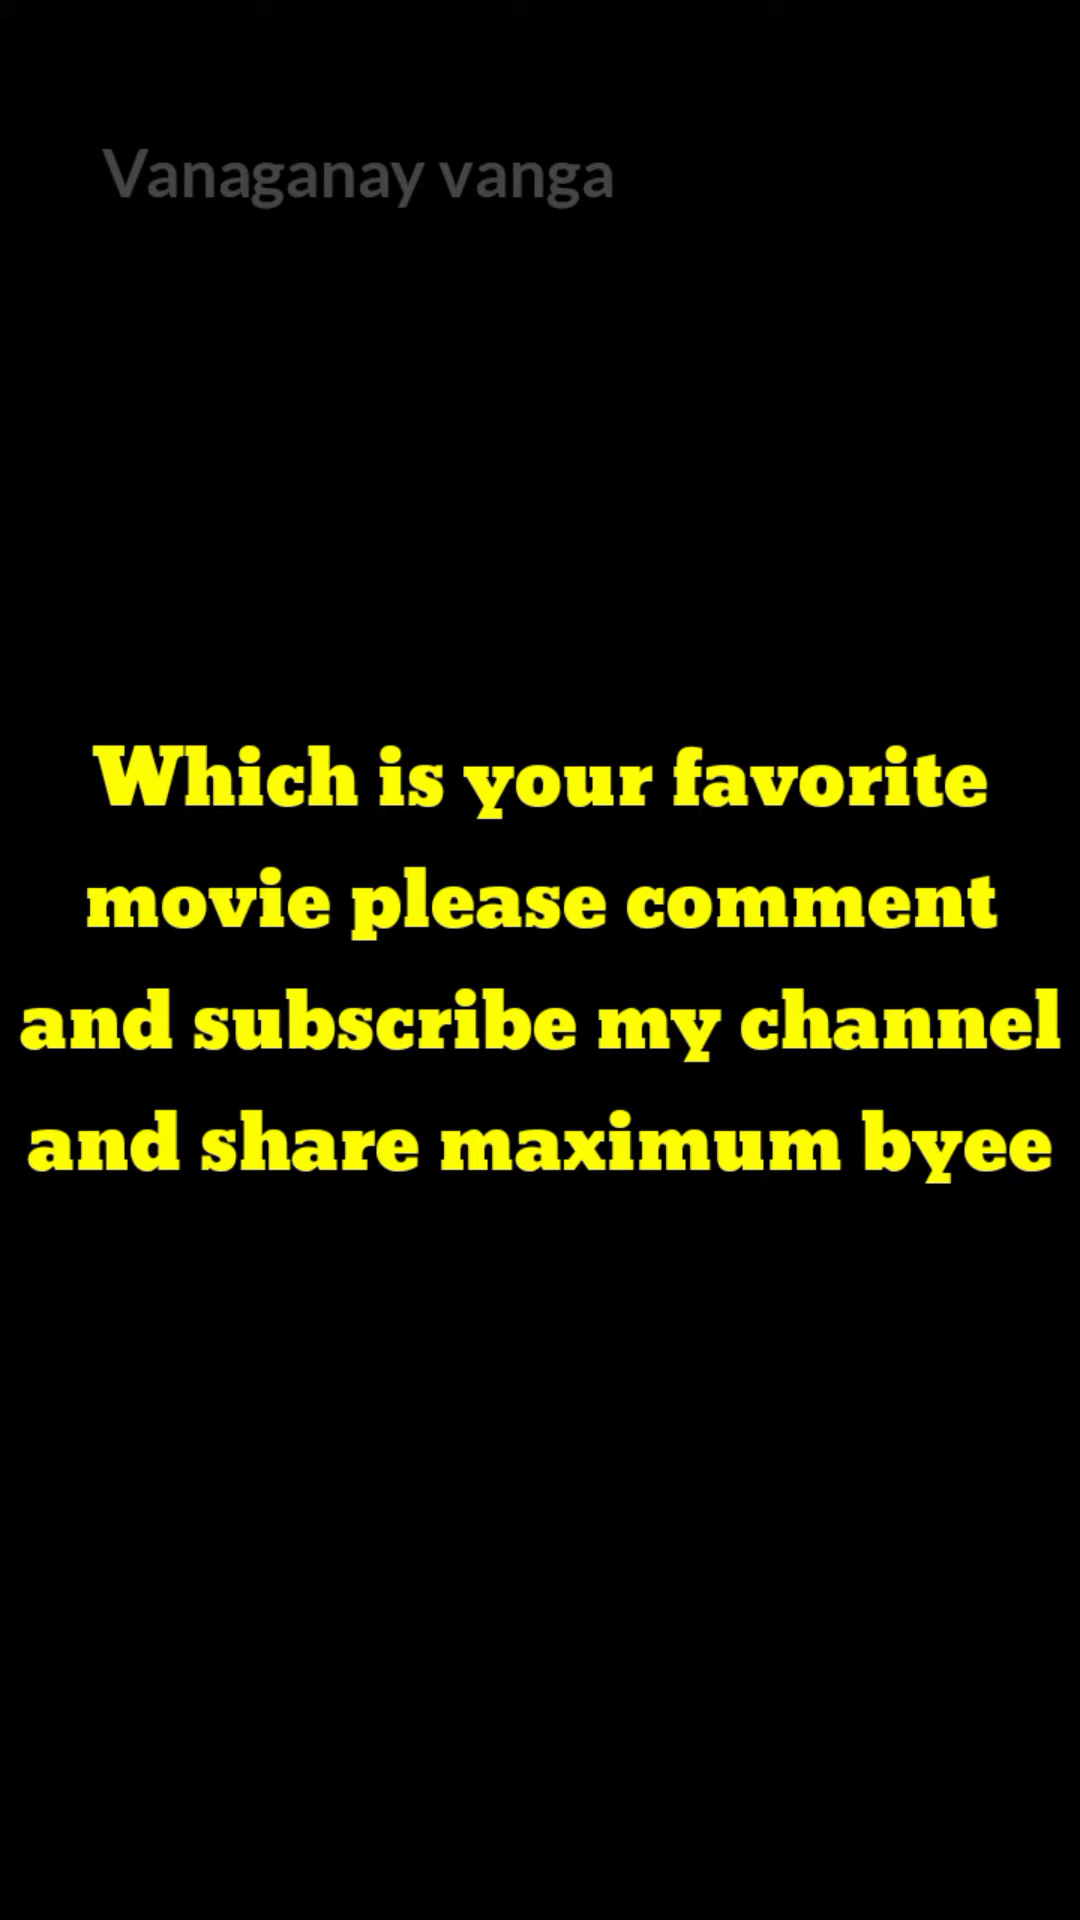 Vanaganay vanga
Which is your favorite
movie please comment
and subscribe my channel
and share maximum byee